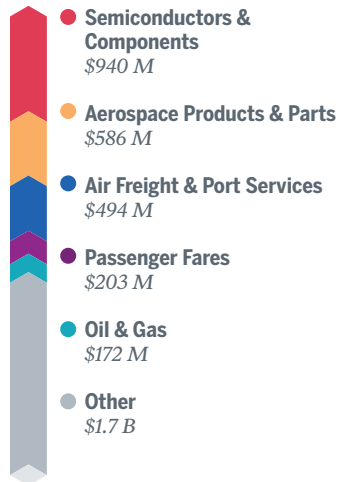 Semiconductors &
Components
$940 M
Aerospace Products & Parts
$586 M
Air Freight & Port Services
$494 M
Passenger Fares
$203 M
Oil & Gas
$172 M
Other
$1.7 B